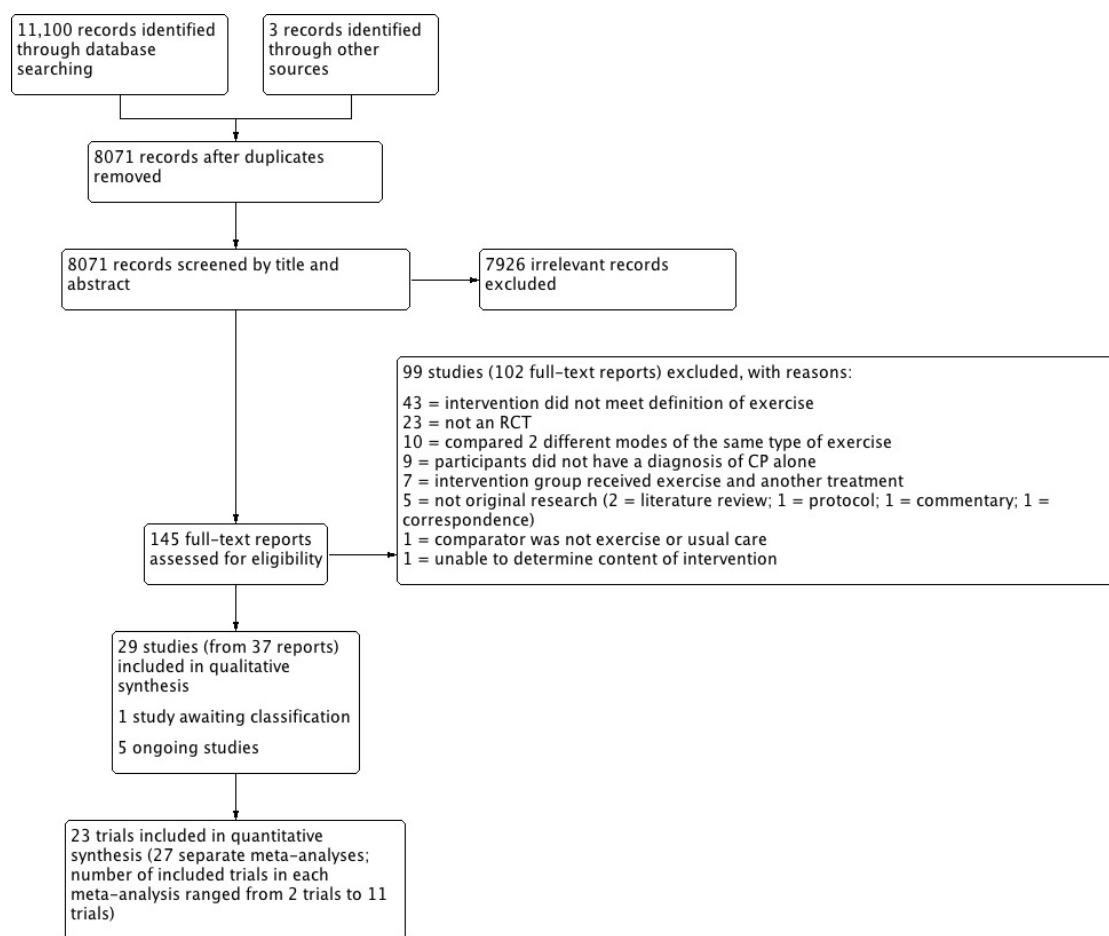 11,100 records identified
through database
searching
3 records identified
through other
sources
8071 records after duplicates
removed
8071 records screened by title and
abstract
7926 irrelevant records
excluded
99 studies (102 full-text reports) excluded, with reasons:
43 = intervention did not meet definition of exercise
23 = not an RCT
10 = compared 2 different modes of the same type of exercise
9 = participants did not have a diagnosis of CP alone
7 = intervention group received exercise and another treatment
5 = not original research (2 = literature review; 1 = protocol; 1 = commentary; 1 =
correspondence)
1 = comparator was not exercise or usual care
1 = unable to determine content of intervention
145 full-text reports
assessed for eligibility
29 studies (from 37 reports)
included in qualitative
synthesis
1 study awaiting classification
5 ongoing studies
23 trials included in quantitative
synthesis (27 separate meta-analyses;
number of included trials in each
meta-analysis ranged from 2 trials to 11
trials)